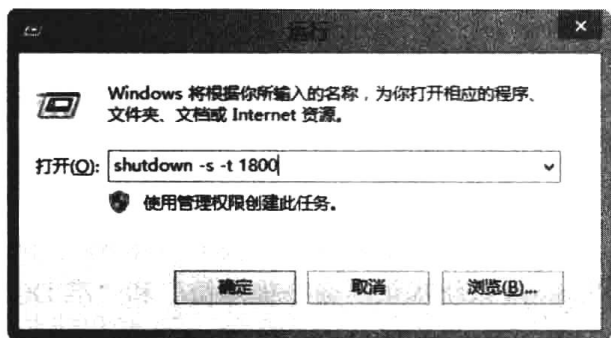 运行
Windows 将根据你所输入的名称，为你打开相应的程序、
文件夹、文档或 Internet 资源。
打开(O): shutdown -s -t 1800
使用管理权限创建此任务。
确定 取消 浏览(B)...